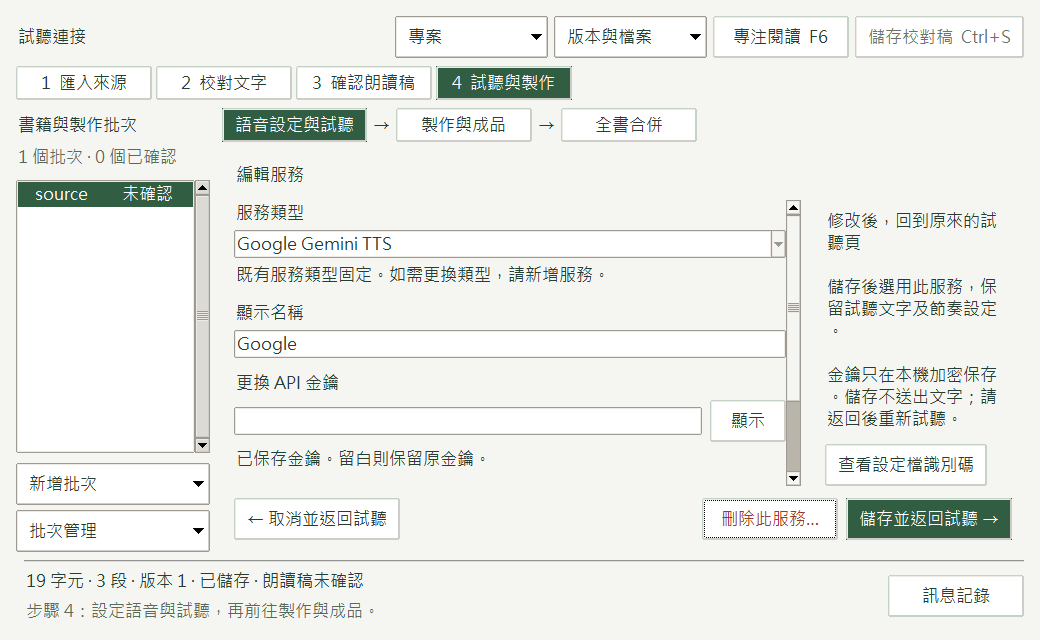 試聽連接
專案
版本與檔案
專注閱讀 F6
儲存校對稿 Ctrl+S
1 匯入來源
2 校對文字
3 確認朗讀稿
4 試聽與製作
書籍與製作批次
語音設定與試聽
→
製作與成品
→
全書合併
1 個批次 · 0 個已確認
source 未確認
編輯服務
服務類型
Google Gemini TTS
既有服務類型固定。如需更換類型，請新增服務。
顯示名稱
Google
更換 API 金鑰
顯示
已保存金鑰。留白則保留原金鑰。
修改後，回到原來的試
聽頁
儲存後選用此服務，保
留試聽文字及節奏設定
。
金鑰只在本機加密保存
。儲存不送出文字；請
返回後重新試聽。
查看設定檔識別碼
新增批次
批次管理
← 取消並返回試聽
刪除此服務...
儲存並返回試聽 →
19 字元 · 3 段 · 版本 1 · 已儲存 · 朗讀稿未確認
步驟 4：設定語音與試聽，再前往製作與成品。
訊息記錄